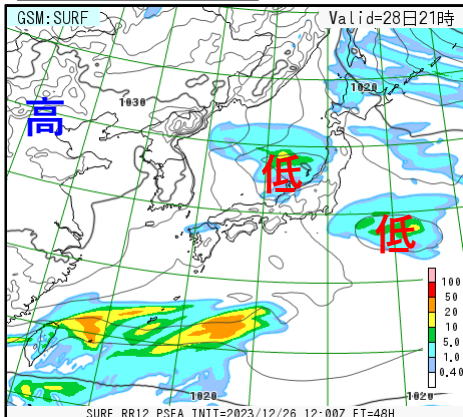 GSM:SURF
Valid=28日21時
1020
1030
高
低
低
100
50
20
10
5.0
1.0
0.40
1020
1020
SURF RR12 PSEA INIT=2023/12/26 12:00Z FT=48H